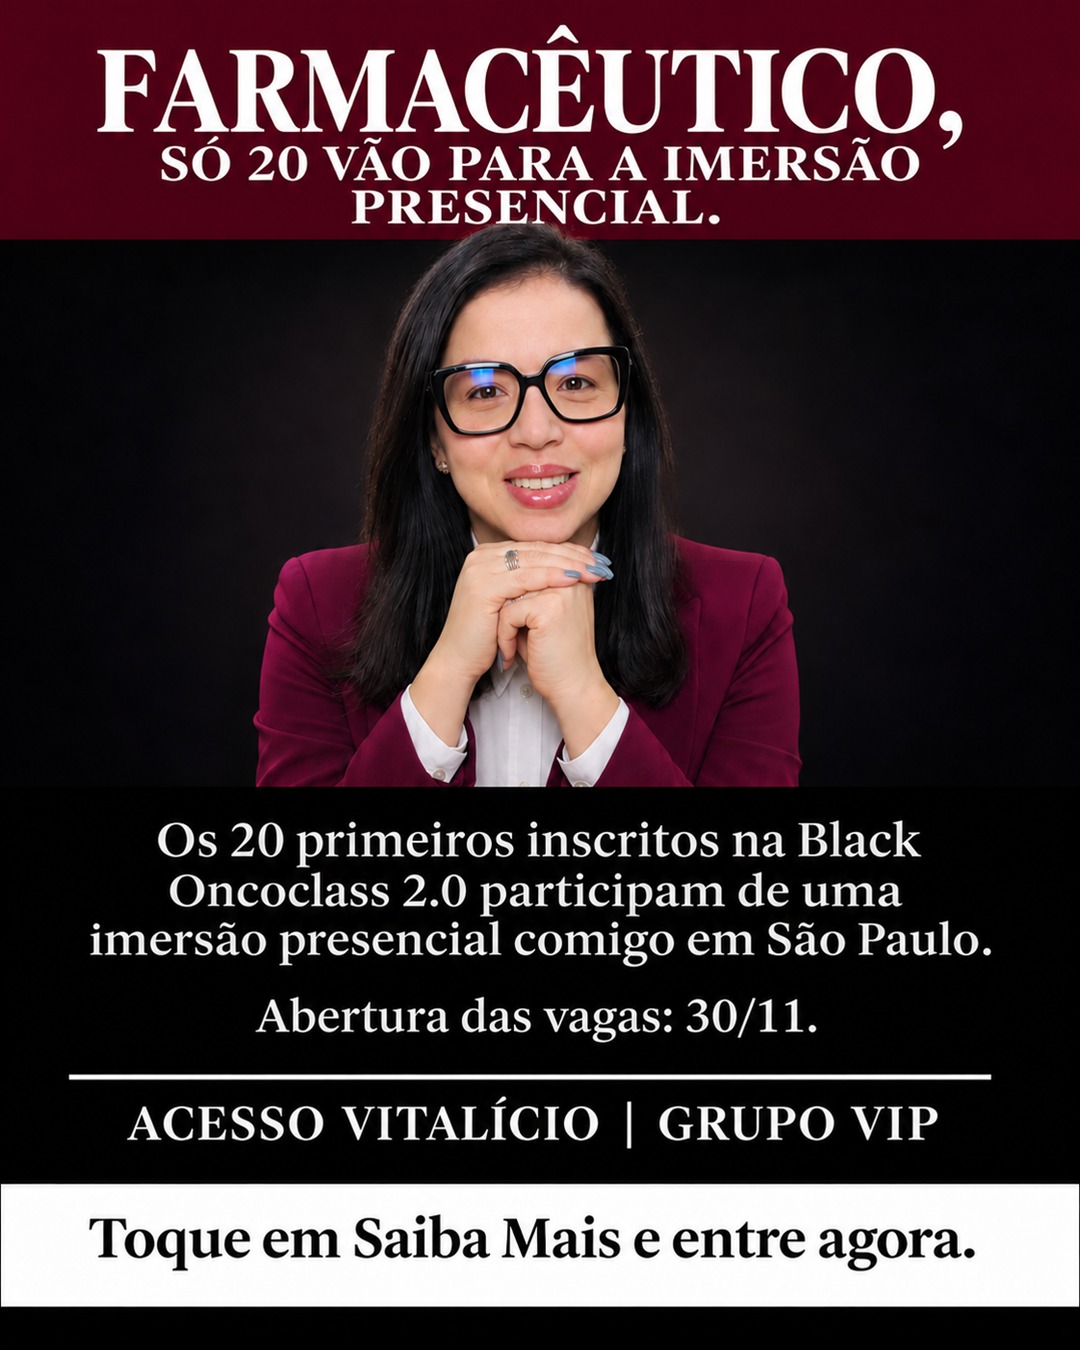 FARMACÊUTICO,
SÓ 20 VÃO PARA A IMERSÃO
PRESENCIAL.
Os 20 primeiros inscritos na Black
Oncoclass 2.0 participam de uma
imersão presencial comigo em São Paulo.
Abertura das vagas: 30/11.
ACESSO VITALÍCIO | GRUPO VIP
Toque em Saiba Mais e entre agora.